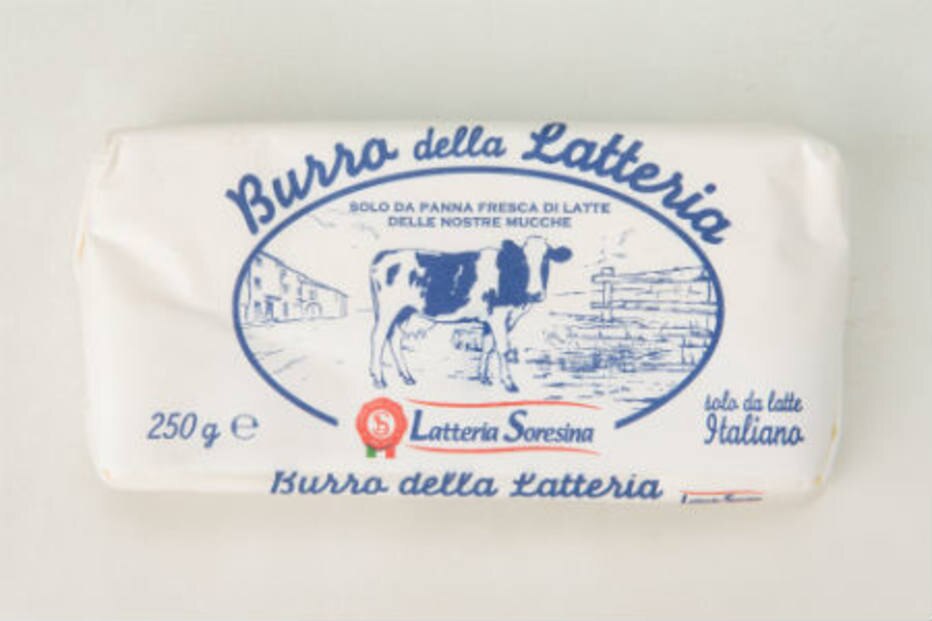 Burro della Latteria
SOLO DA PANNA FRESCA DI LATTE
DELLE NOSTRE MUCCHE
250 g ℮
Latteria Soresina
solo da latte
Italiano
Burro della Latteria